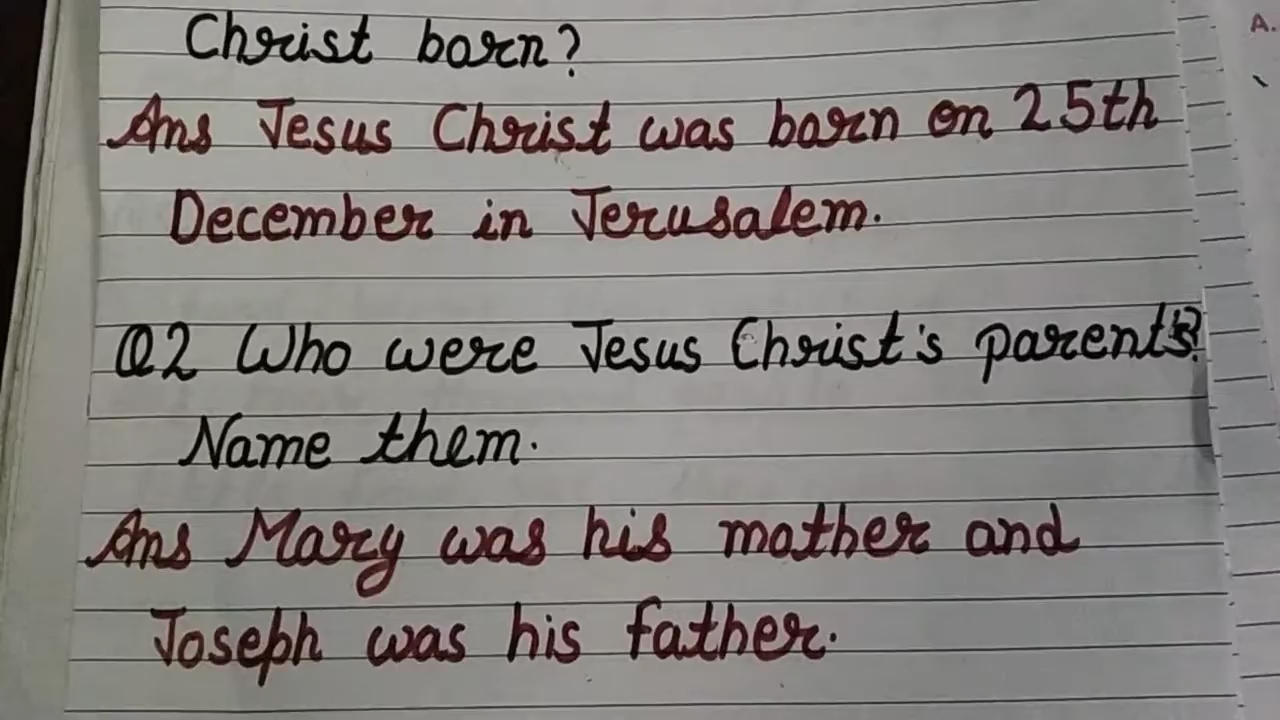 Christ born?
Ans Jesus Christ was born on 25th
December in Jerusalem.
Q2 Who were Jesus Christ's parents?
Name them.
Ans Mary was his mother and
Joseph was his father.
A.